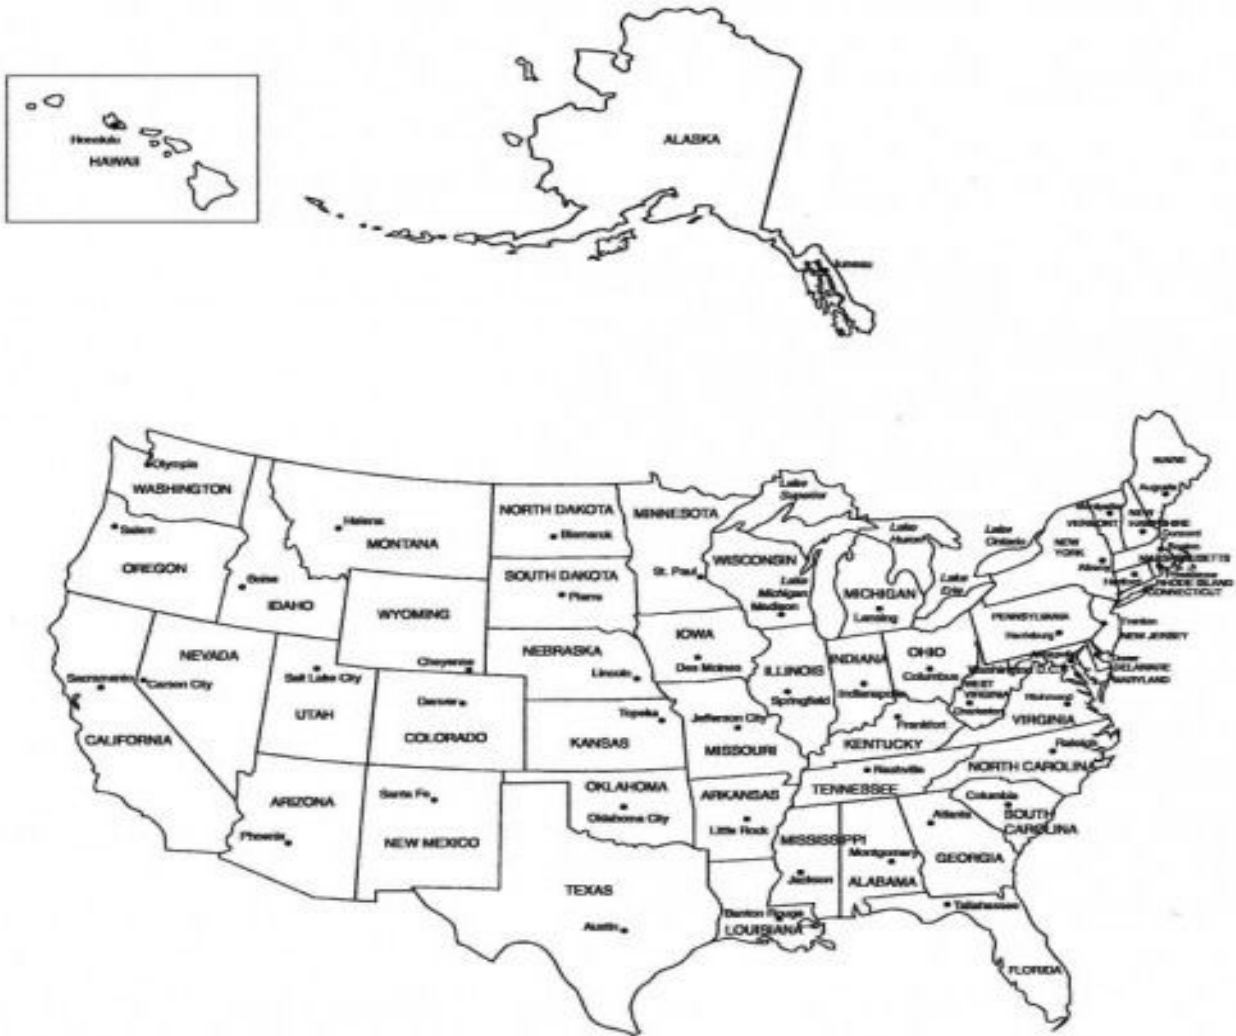 ALASKA
Honolulu
HAWAII
Juneau
Olympia
WASHINGTON
Salem
OREGON
Helena
MONTANA
Boise
IDAHO
WYOMING
Cheyenne
NORTH DAKOTA
Bismarck
SOUTH DAKOTA
Pierre
MINNESOTA
St. Paul
WISCONSIN
Madison
Lake
Superior
Lake
Michigan
Lake
Huron
MICHIGAN
Lansing
Lake
Erie
Lake
Ontario
NEW
YORK
Albany
VERMONT
NEW
HAMPSHIRE
Concord
MAINE
Augusta
MASSACHUSETTS
RHODE ISLAND
CONNECTICUT
PENNSYLVANIA
Harrisburg
Trenton
NEW JERSEY
DELAWARE
MARYLAND
Washington D.C.
WEST
VIRGINIA
Charleston
Richmond
VIRGINIA
NEVADA
Carson City
Sacramento
CALIFORNIA
Salt Lake City
UTAH
Denver
COLORADO
NEBRASKA
Lincoln
IOWA
Des Moines
ILLINOIS
Springfield
INDIANA
Indianapolis
OHIO
Columbus
Topeka
KANSAS
Jefferson City
MISSOURI
Frankfort
KENTUCKY
Nashville
TENNESSEE
Raleigh
NORTH CAROLINA
Columbia
SOUTH
CAROLINA
ARIZONA
Phoenix
Santa Fe
NEW MEXICO
OKLAHOMA
Oklahoma City
ARKANSAS
Little Rock
MISSISSIPPI
Jackson
Montgomery
ALABAMA
Atlanta
GEORGIA
TEXAS
Austin
LOUISIANA
Tallahassee
FLORIDA